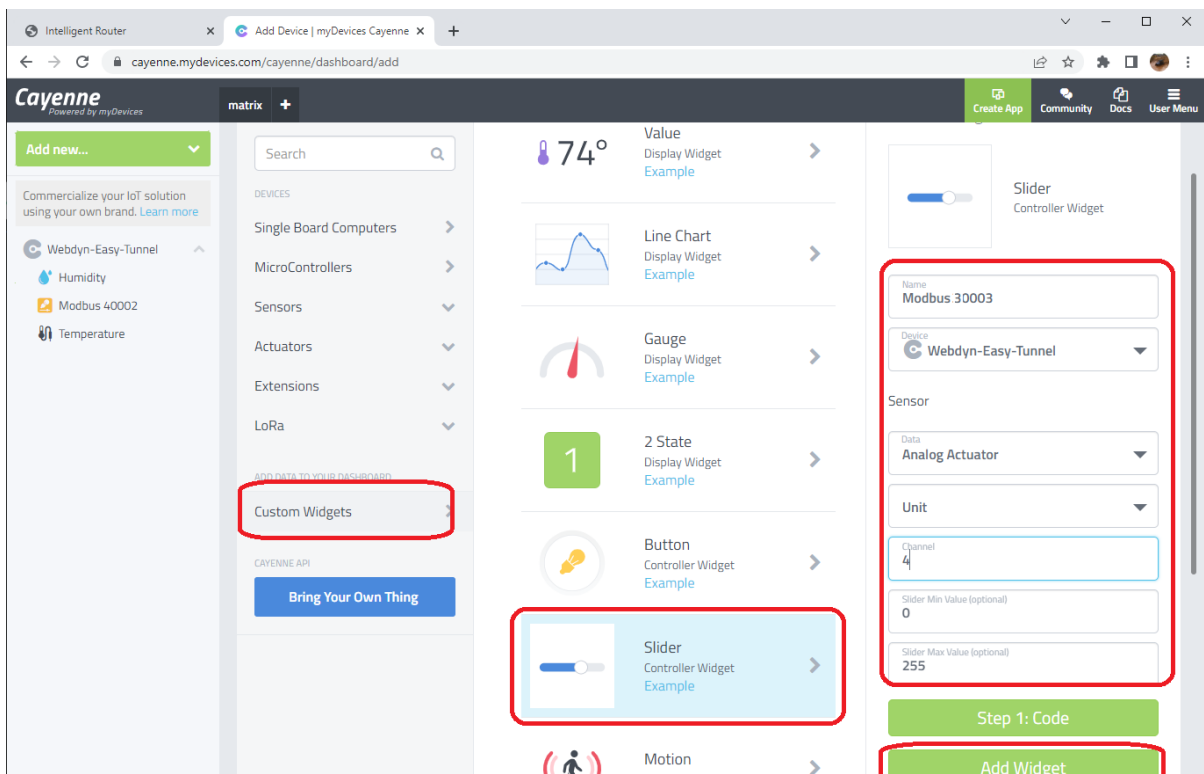 Intelligent Router
Add Device | myDevices Cayenne
cayenne.mydevices.com/cayenne/dashboard/add
Cayenne
Powered by myDevices
matrix
Create App
Community
Docs
User Menu
Add new...
Commercialize your IoT solution
using your own brand. Learn more
Webdyn-Easy-Tunnel
Humidity
Modbus 40002
Temperature
Search
DEVICES
Single Board Computers
MicroControllers
Sensors
Actuators
Extensions
LoRa
ADD DATA TO YOUR DASHBOARD
Custom Widgets
CAYENNE API
Bring Your Own Thing
74°
Value
Display Widget
Example
Line Chart
Display Widget
Example
Gauge
Display Widget
Example
1
2 State
Display Widget
Example
Button
Controller Widget
Example
Slider
Controller Widget
Example
Motion
Slider
Controller Widget
Name
Modbus 30003
Device
Webdyn-Easy-Tunnel
Sensor
Data
Analog Actuator
Unit
Channel
4
Slider Min Value (optional)
0
Slider Max Value (optional)
255
Step 1: Code
Add Widget